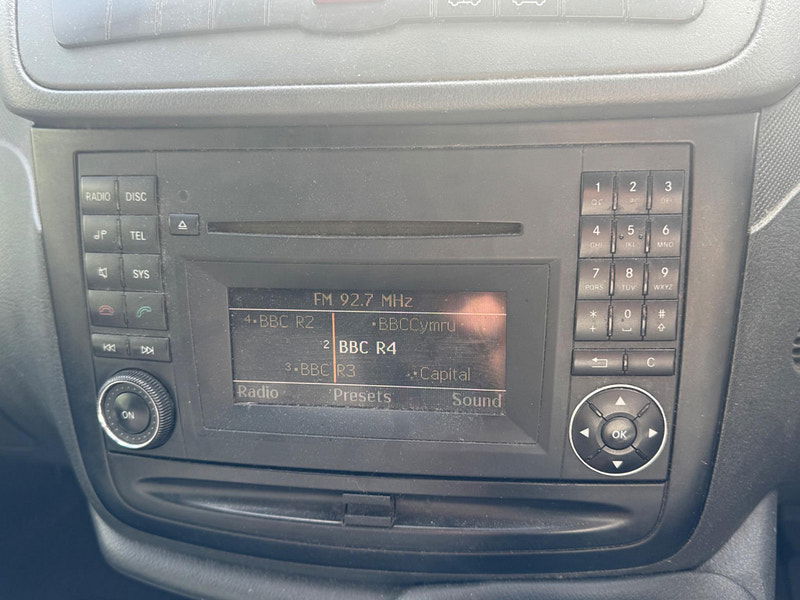 RADIO DISC
TEL
SYS
ON
FM 92.7 MHz
4 BBC R2
BBCCymru
2 BBC R4
3 BBC R3
Capital
Radio Presets Sound
1 2 3
4 5 6
GHI JKL MNO
7 8 9
PQRS TUV WXYZ
* 0 #
+
C
OK